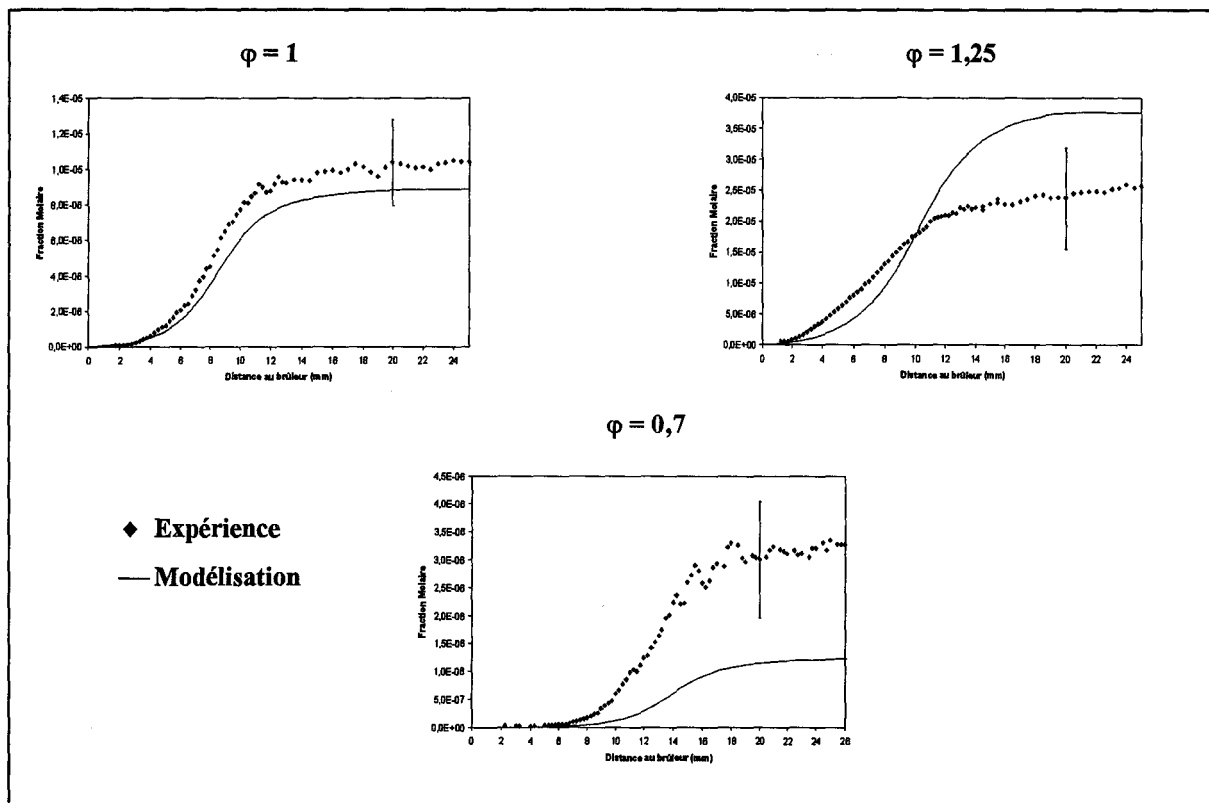 φ = 1
1,4E-05
1,2E-05
1,0E-05
8,0E-06
6,0E-06
4,0E-06
2,0E-06
0,0E+00
Fraction Molaire
0 2 4 6 8 10 12 14 16 18 20 22 24
Distance au brûleur (mm)
φ = 1,25
4,0E-05
3,5E-05
3,0E-05
2,5E-05
2,0E-05
1,5E-05
1,0E-05
5,0E-06
0,0E+00
Fraction Molaire
0 2 4 6 8 10 12 14 16 18 20 22 24
Distance au brûleur (mm)
φ = 0,7
4,5E-06
4,0E-06
3,5E-06
3,0E-06
2,5E-06
2,0E-06
1,5E-06
1,0E-06
5,0E-07
0,0E+00
Fraction Molaire
0 2 4 6 8 10 12 14 16 18 20 22 24 26
Distance au brûleur (mm)
Expérience
Modélisation